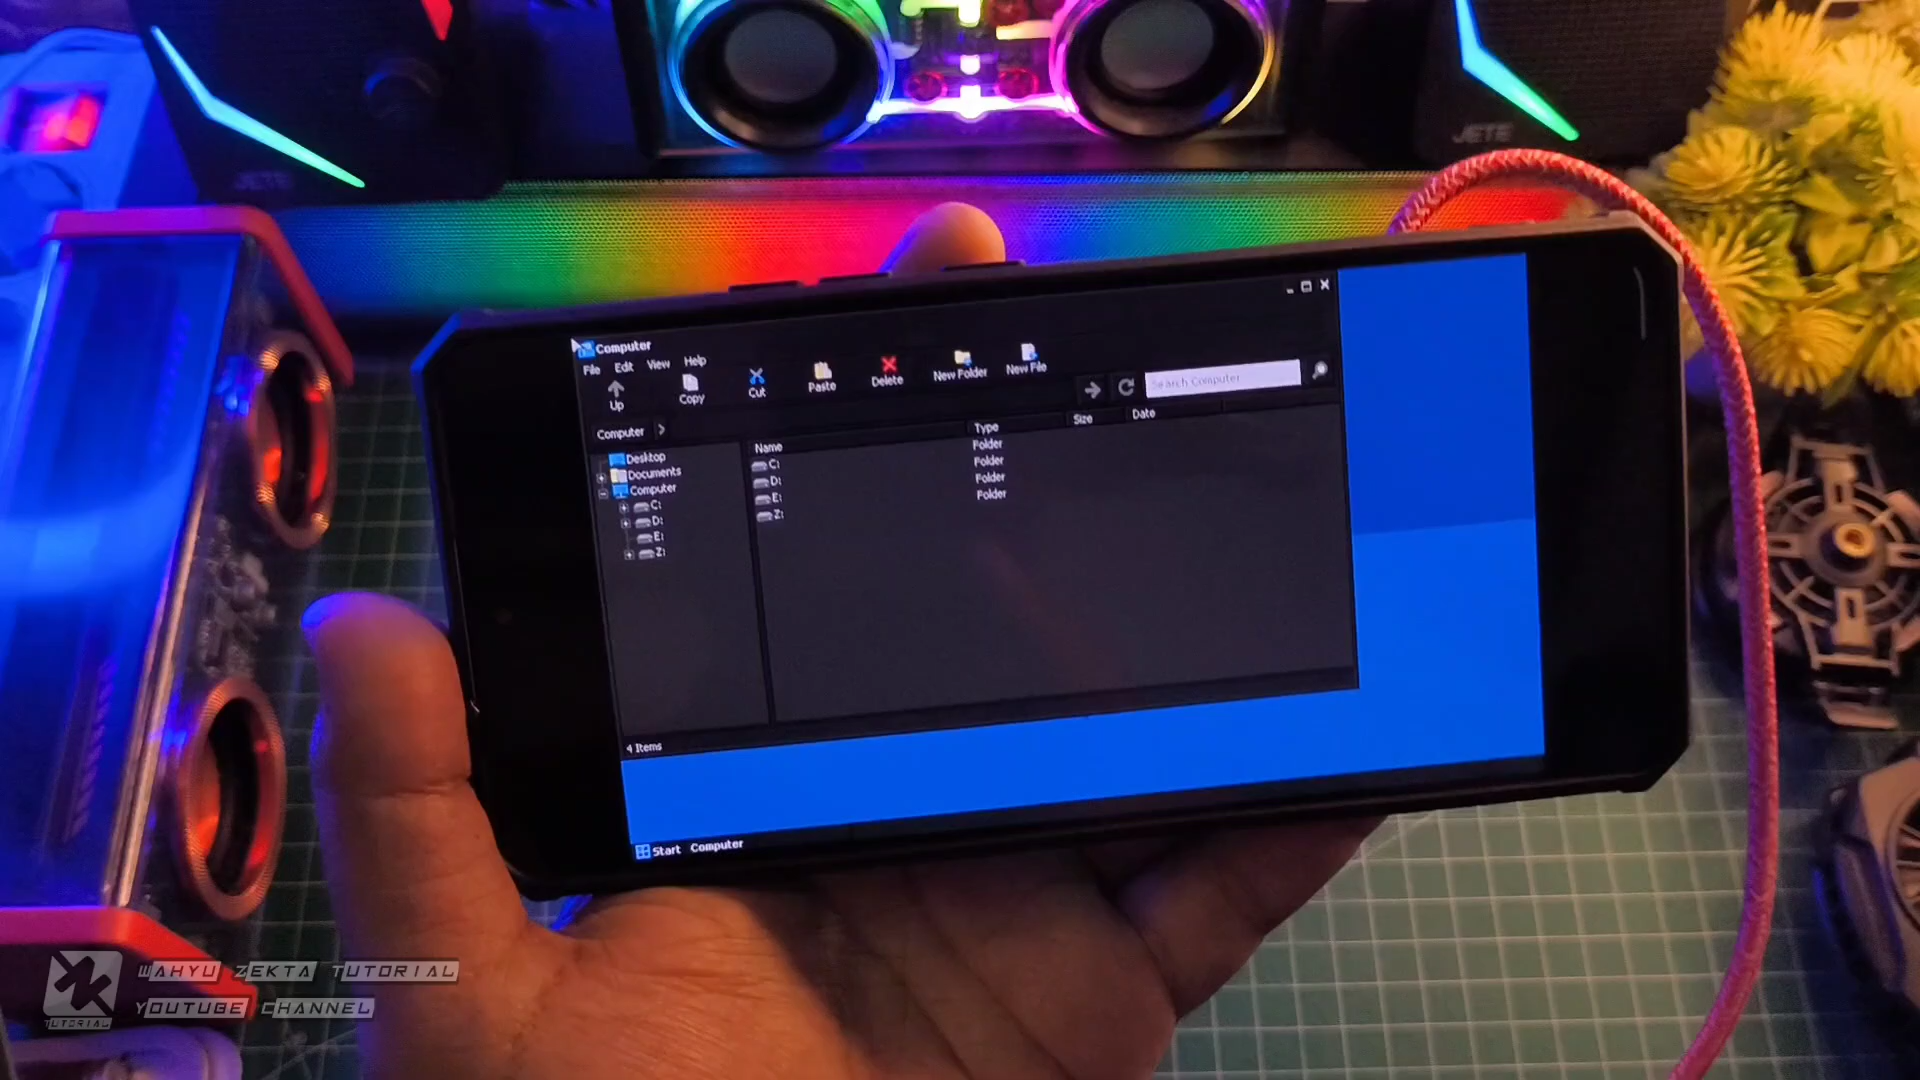 JETE
JETE
Computer
File Edit View Help
Up Copy Cut Paste Delete New Folder New File
Search Computer
Computer
Name Type Size Date
Desktop
Documents
Computer
C:
D:
E:
Z:
C: Folder
D: Folder
E: Folder
Z: Folder
4 Items
Start Computer
WAHYU ZEKTA TUTORIAL
YOUTUBE CHANNEL
TUTORIAL